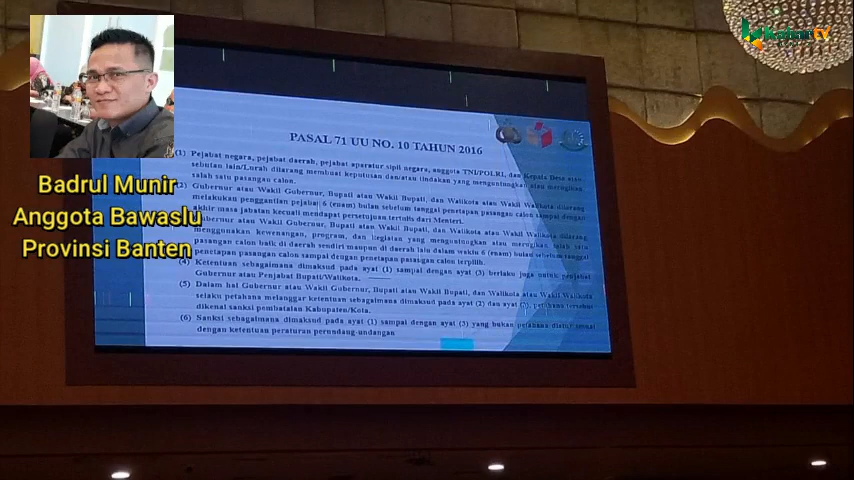 Kabar TV
PASAL 71 UU NO. 10 TAHUN 2016
(1) Pejabat negara, pejabat daerah, pejabat aparatur sipil negara, anggota TNI/POLRI, dan Kepala Desa atau
sebutan lain/Lurah dilarang membuat keputusan dan/atau tindakan yang menguntungkan atau merugikan
salah satu pasangan calon.
2) Gubernur atau Wakil Gubernur, Bupati atau Wakil Bupati, dan Walikota atau Wakil Walikota dilarang
melakukan penggantian pejabat 6 (enam) bulan sebelum tanggal penetapan pasangan calon sampai dengan
akhir masa jabatan kecuali mendapat persetujuan tertulis dari Menteri.
Gubernur atau Wakil Gubernur, Bupati atau Wakil Bupati, dan Walikota atau Wakil Walikota dilarang
menggunakan kewenangan, program, dan kegiatan yang menguntungkan atau merugikan salah satu
pasangan calon baik di daerah sendiri maupun di daerah lain dalam waktu 6 (enam) bulan sebelum tanggal
penetapan pasangan calon sampai dengan penetapan pasangan calon terpilih.
(4) Ketentuan sebagaimana dimaksud pada ayat (1) sampai dengan ayat (3) berlaku juga untuk penjabat
Gubernur atau Penjabat Bupati/Walikota.
(5) Dalam hal Gubernur atau Wakil Gubernur, Bupati atau Wakil Bupati, dan Walikota atau Wakil Walikota
selaku petahana melanggar ketentuan sebagaimana dimaksud pada ayat (2) dan ayat (3), petahana tersebut
dikenai sanksi pembatalan Kabupaten/Kota.
(6) Sanksi sebagaimana dimaksud pada ayat (1) sampai dengan ayat (3) yang bukan petahana diatur sesuai
dengan ketentuan peraturan perundang-undangan
Badrul Munir
Anggota Bawaslu
Provinsi Banten